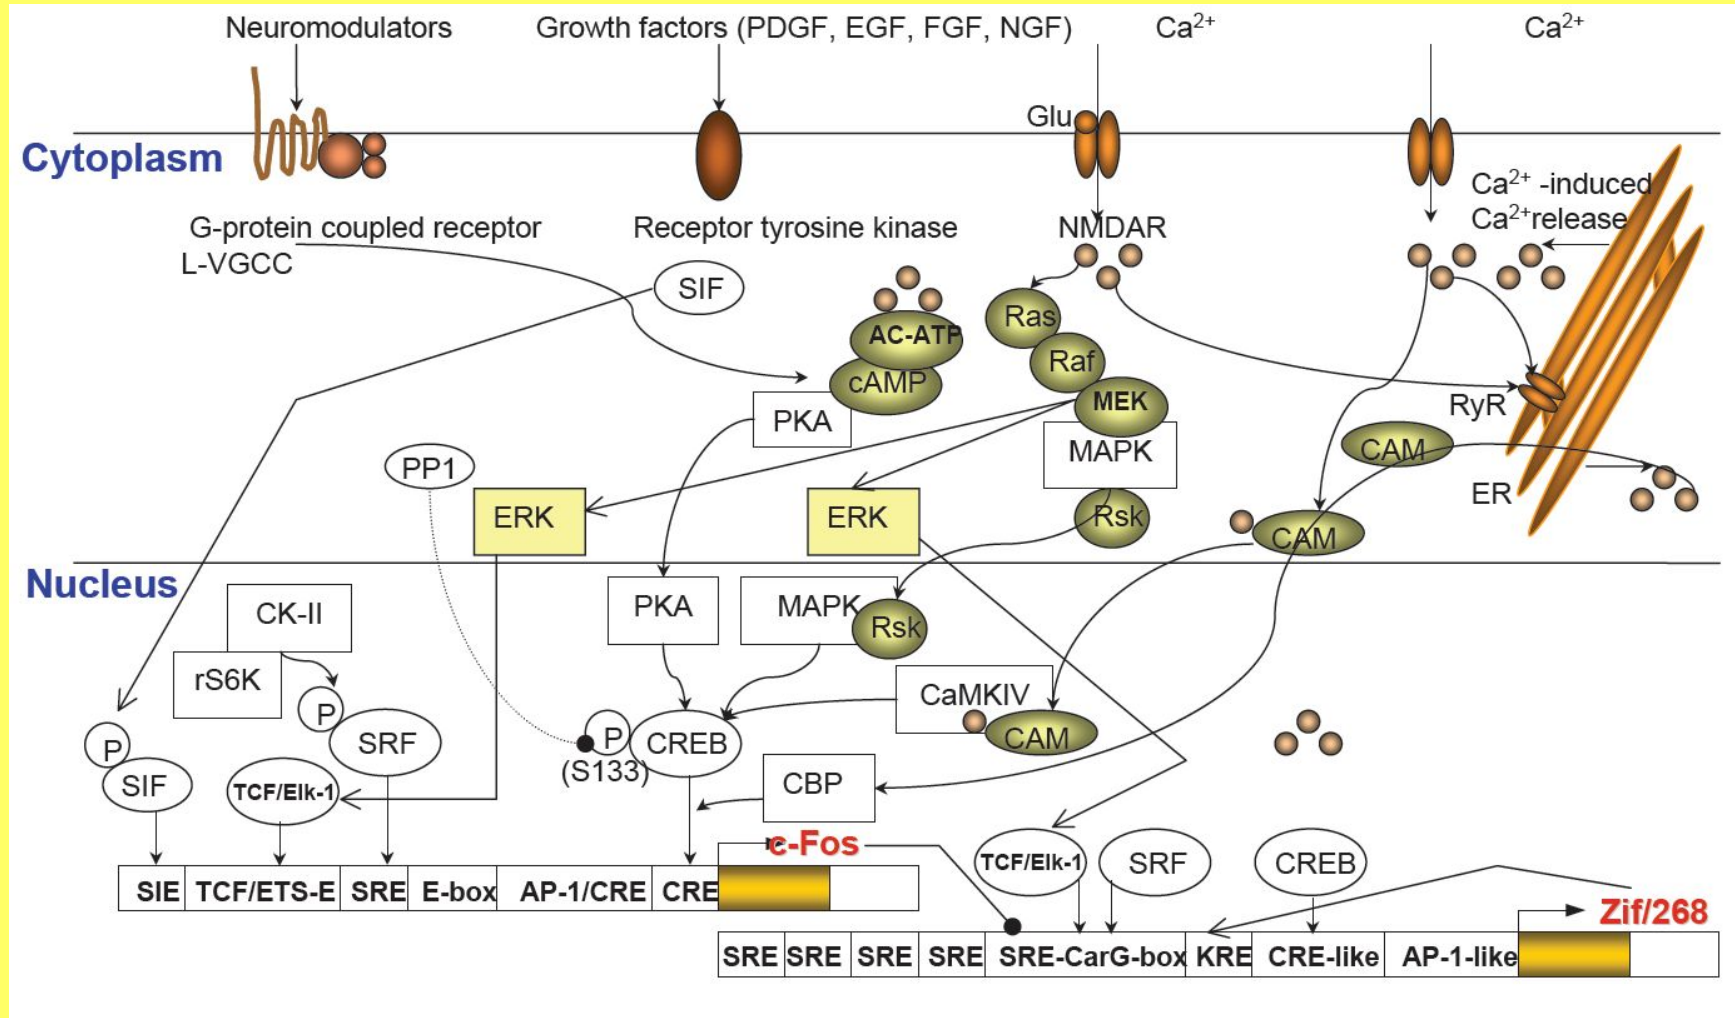 Neuromodulators
Growth factors (PDGF, EGF, FGF, NGF)
Ca2+
Ca2+
Glu
Cytoplasm
Ca2+ -induced
Ca2+release
G-protein coupled receptor
L-VGCC
Receptor tyrosine kinase
NMDAR
SIF
Ras
AC-ATP
Raf
cAMP
MEK
PKA
RyR
MAPK
CAM
PP1
ERK
ERK
Rsk
ER
CAM
Nucleus
CK-II
PKA
MAPK
Rsk
rS6K
CaMKIV
P
SRF
P
CREB
CAM
(S133)
P
SIF
TCF/Elk-1
CBP
c-Fos
TCF/Elk-1
SRF
CREB
SIE TCF/ETS-E SRE E-box AP-1/CRE CRE
Zif/268
SRE SRE SRE SRE SRE-CarG-box KRE CRE-like AP-1-like